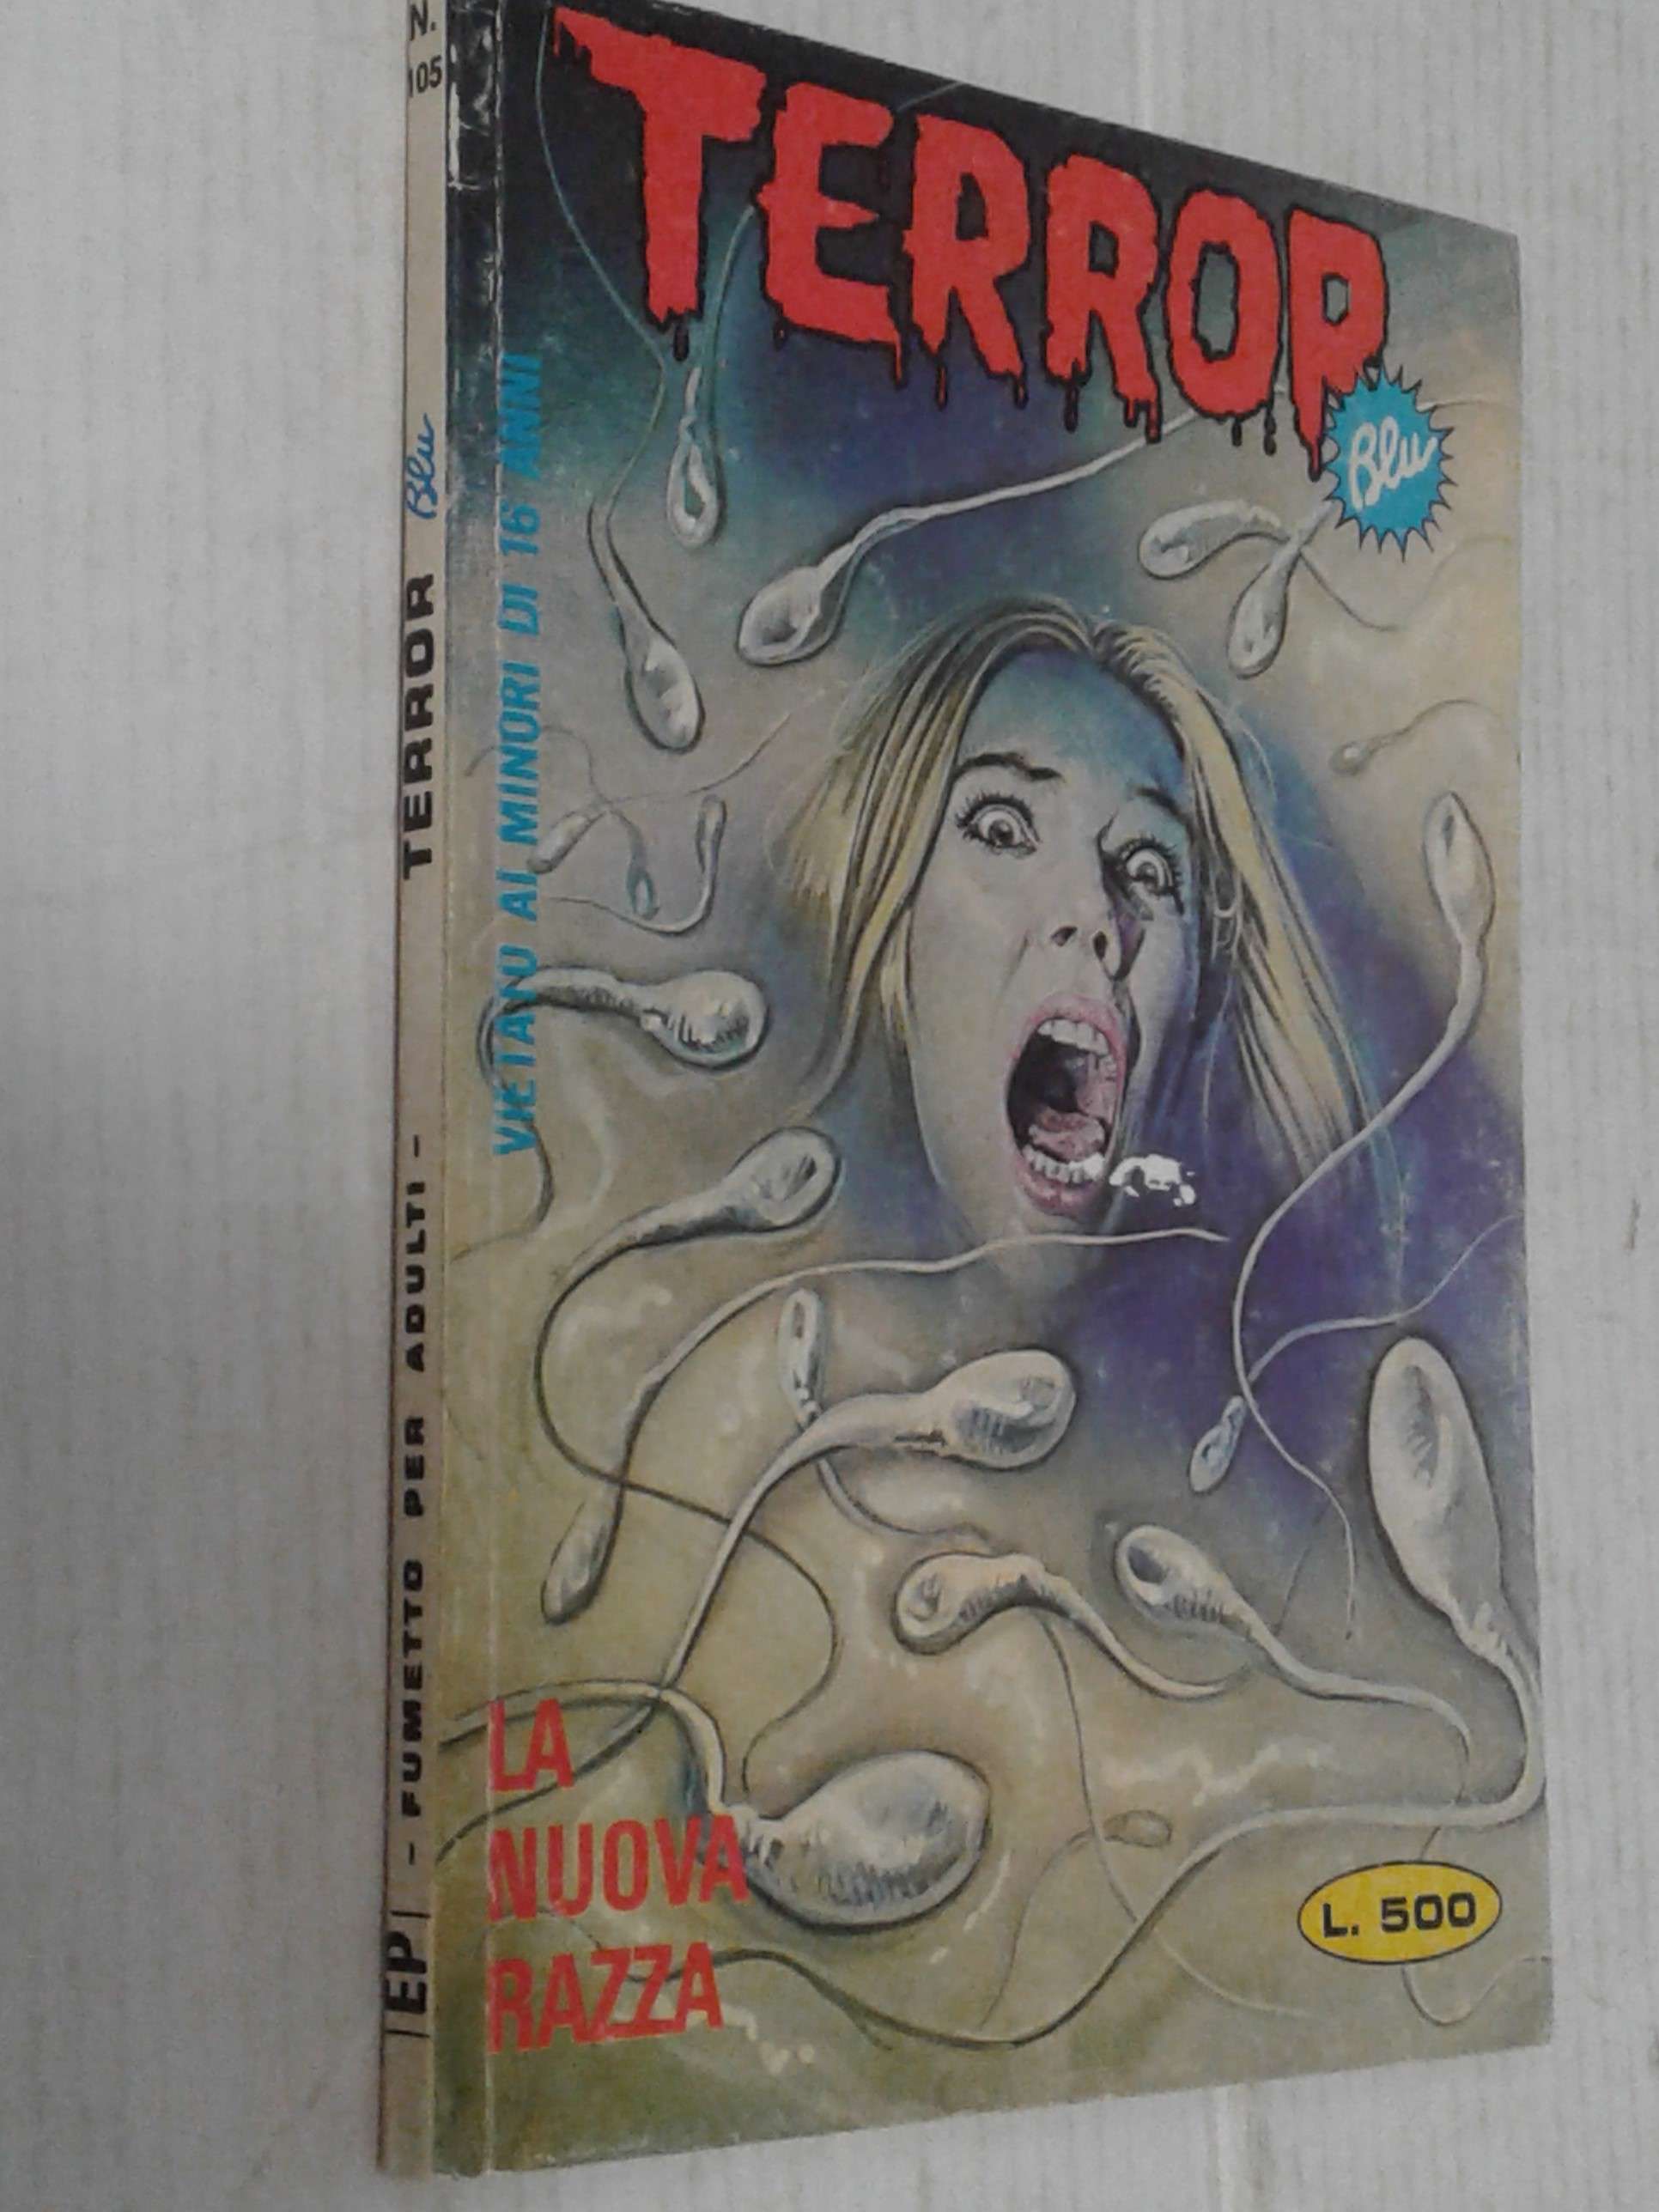 N.
105
TERROR Blu
- FUMETTO PER ADULTI -
EP
TERROR
Blu
VIETATO AI MINORI DI 16 ANNI
LA
NUOVA
RAZZA
L. 500